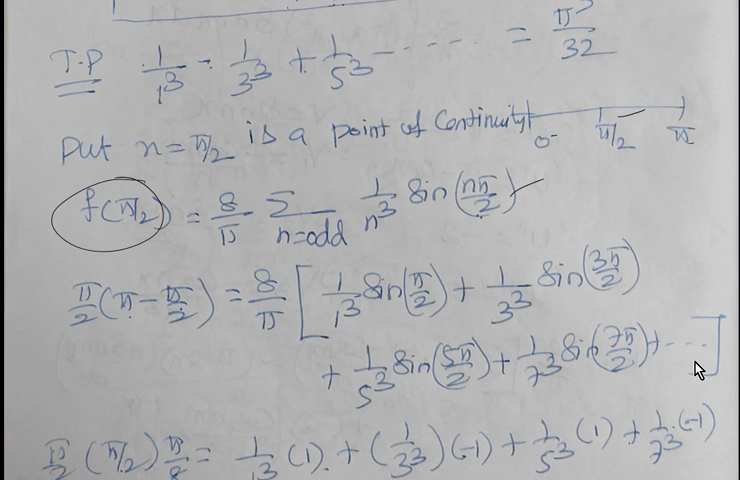 T.P 1/1³ - 1/3³ + 1/5³ - ---- = π³/32
Put n = π/2 is a point of Continuity
0 π/2 π
f(π/2) = 8/π Σ n=odd 1/n³ Sin(nπ/2)
π/2 (π - π/2) = 8/π [ 1/1³ Sin(π/2) + 1/3³ Sin(3π/2)
+ 1/5³ Sin(5π/2) + 1/7³ Sin(7π/2) + ---- ]
π/2 (π/2) π/8 = 1/1³ (1) + (1/3³)(-1) + 1/5³ (1) + 1/7³ (-1)